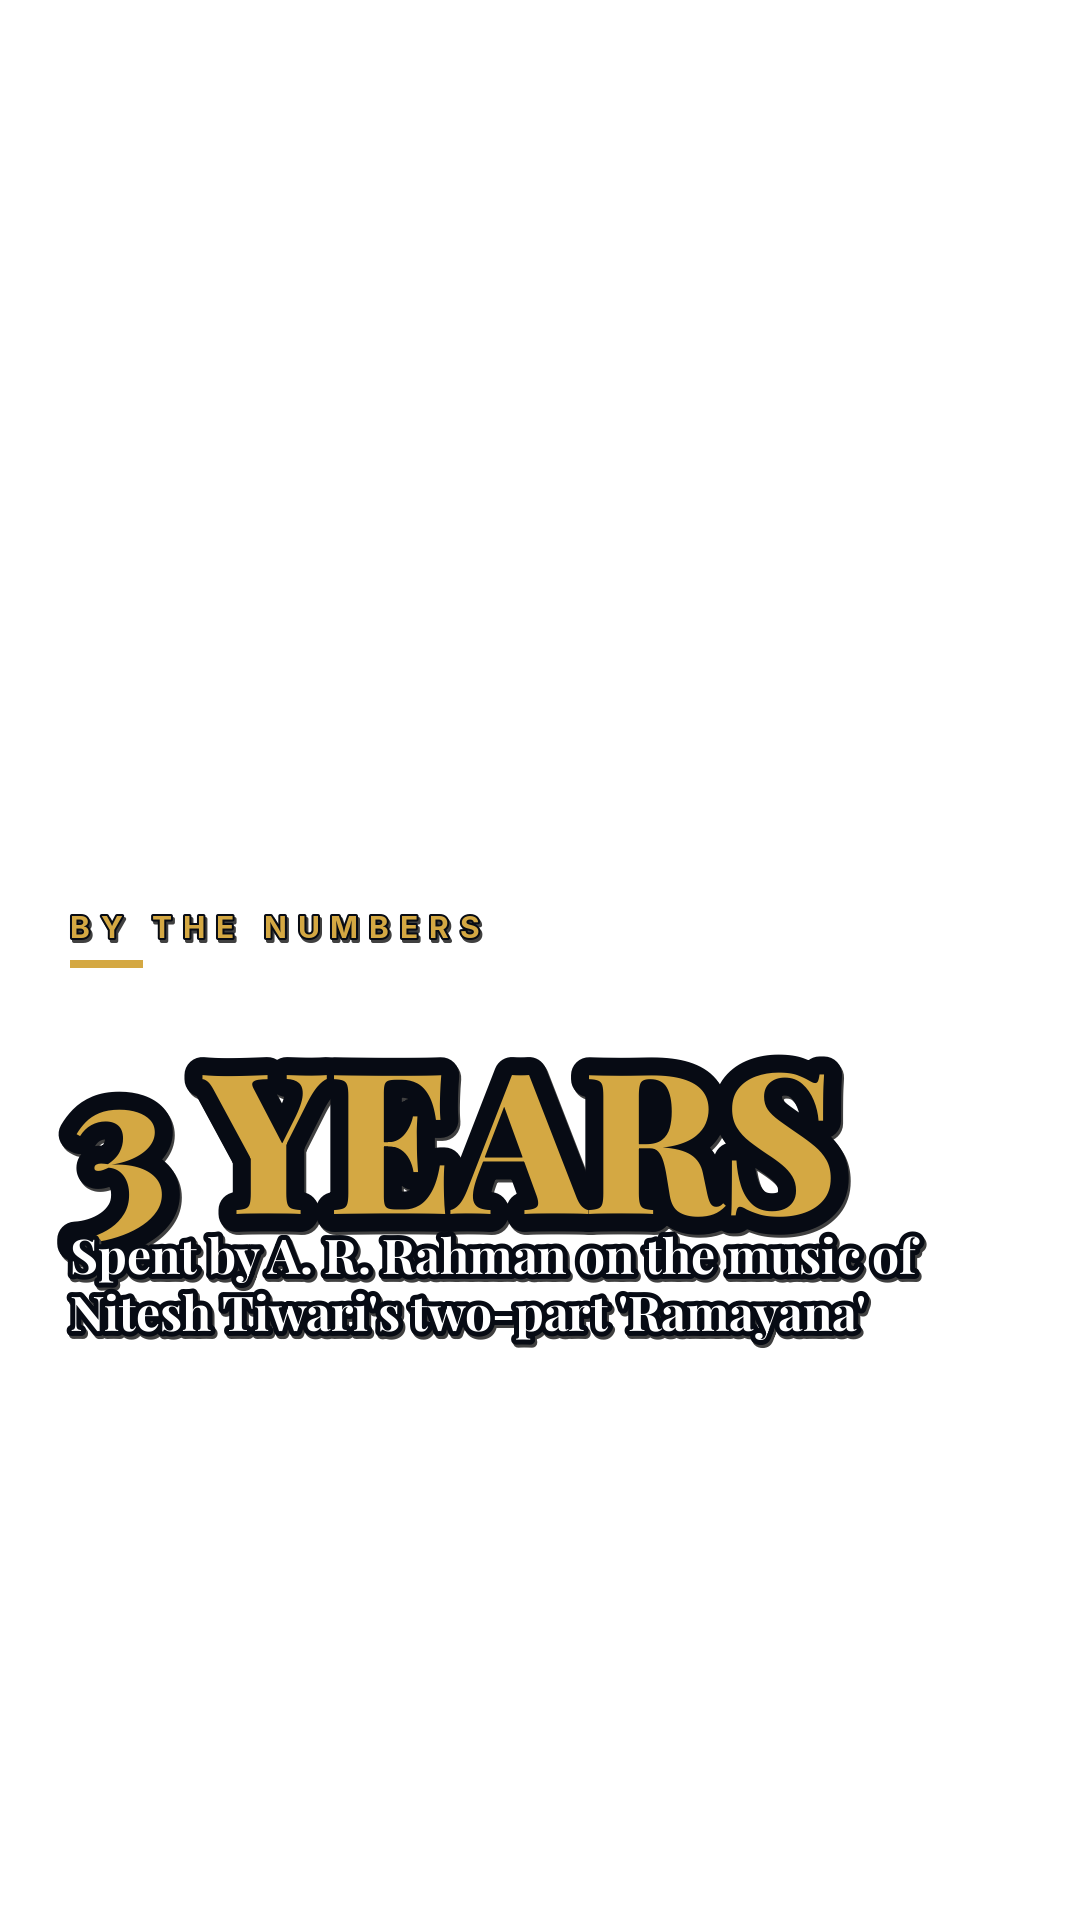 BY THE NUMBERS
3 YEARS
Spent by A. R. Rahman on the music of
Nitesh Tiwari's two-part 'Ramayana'